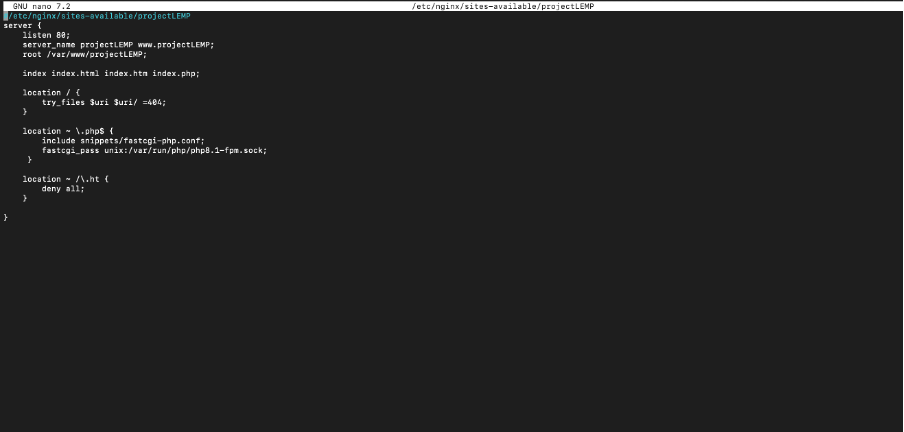 GNU nano 7.2 /etc/nginx/sites-available/projectLEMP
/etc/nginx/sites-available/projectLEMP
server {
    listen 80;
    server_name projectLEMP www.projectLEMP;
    root /var/www/projectLEMP;

    index index.html index.htm index.php;

    location / {
        try_files $uri $uri/ =404;
    }

    location ~ \.php$ {
        include snippets/fastcgi-php.conf;
        fastcgi_pass unix:/var/run/php/php8.1-fpm.sock;
     }

    location ~ /\.ht {
        deny all;
    }

}